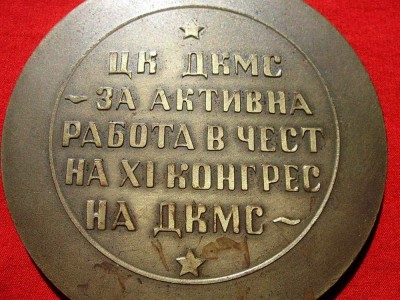 ЦК ДКМС
~ ЗА АКТИВНА
РАБОТА В ЧЕСТ
НА XI КОНГРЕС
НА ДКМС ~